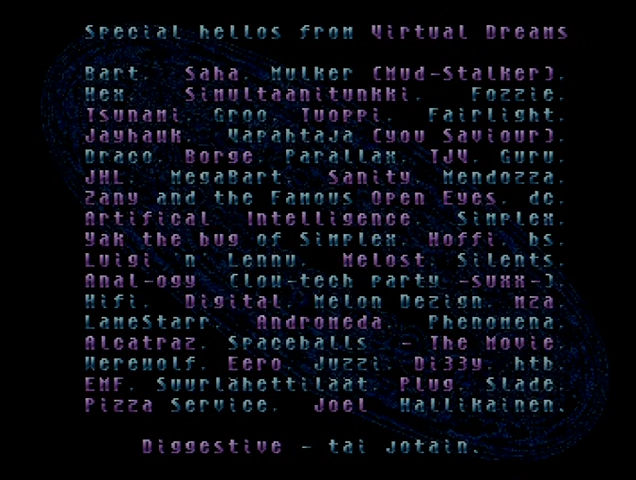 Special hellos from Virtual Dreams
Bart. Saha. Mulker (Mud-Stalker).
Hex. Simultaanitunkki. Fozzie.
Tsunami. Groo. Tuoppi. FairLight.
Jayhawk. Vapahtaja (you Saviour).
Draco. Borge. Parallax. TJV. Guru.
JHL. MegaBart. Sanity. Mendozza.
Zany and the Famous Open Eyes. dc.
Artifical Intelligence. Simplex.
Yak the bug of Simplex. Hoffi. bs.
Luigi n Lennu. Melost. Silents.
Anal-ogy (low-tech party -suxx-)
Hifi. Digital. Melon Dezign. mza
LameStarr. Andromeda. Phenomena.
Alcatraz. Spaceballs - The Movie.
Werewolf. Eero. Juzzi. Di33y. htb.
EMF. Suurlahettilaat. Plug. Slade.
Pizza Service. Joel Hallikainen.
Diggestive - tai jotain.